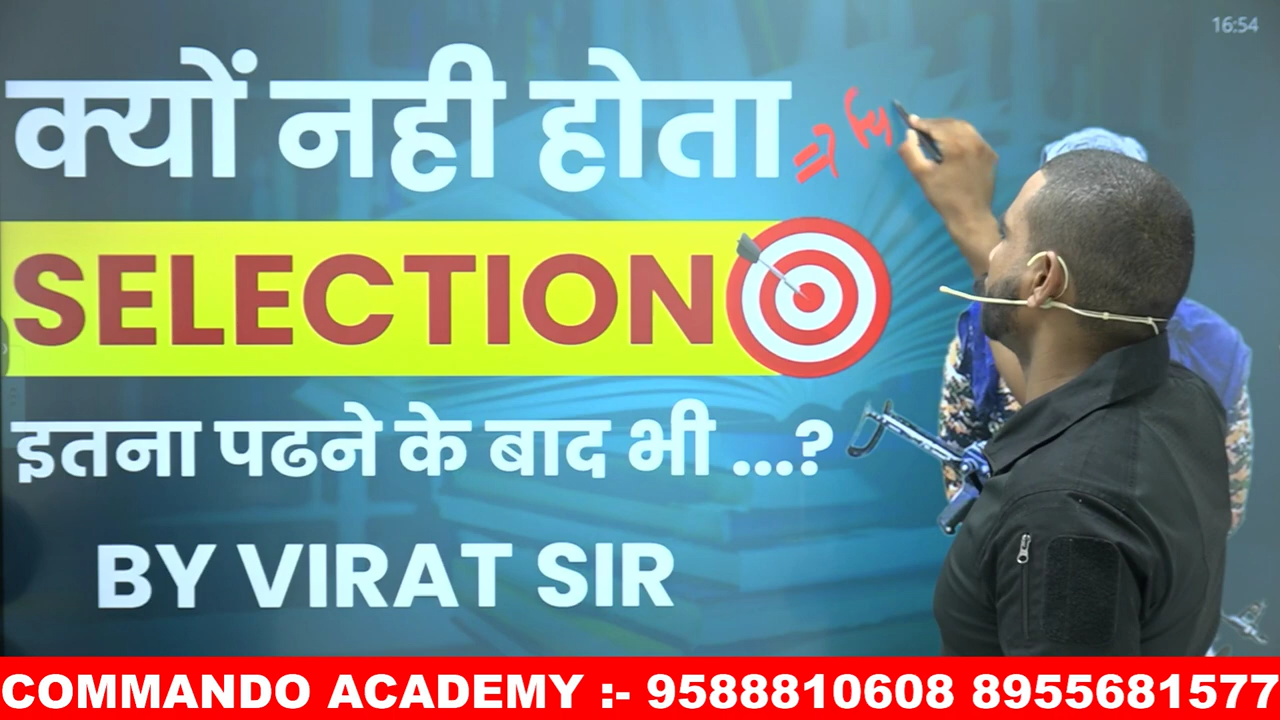 16:54
क्यों नही होता
SELECTION
इतना पढने के बाद भी ...?
BY VIRAT SIR
COMMANDO ACADEMY :- 9588810608 8955681577